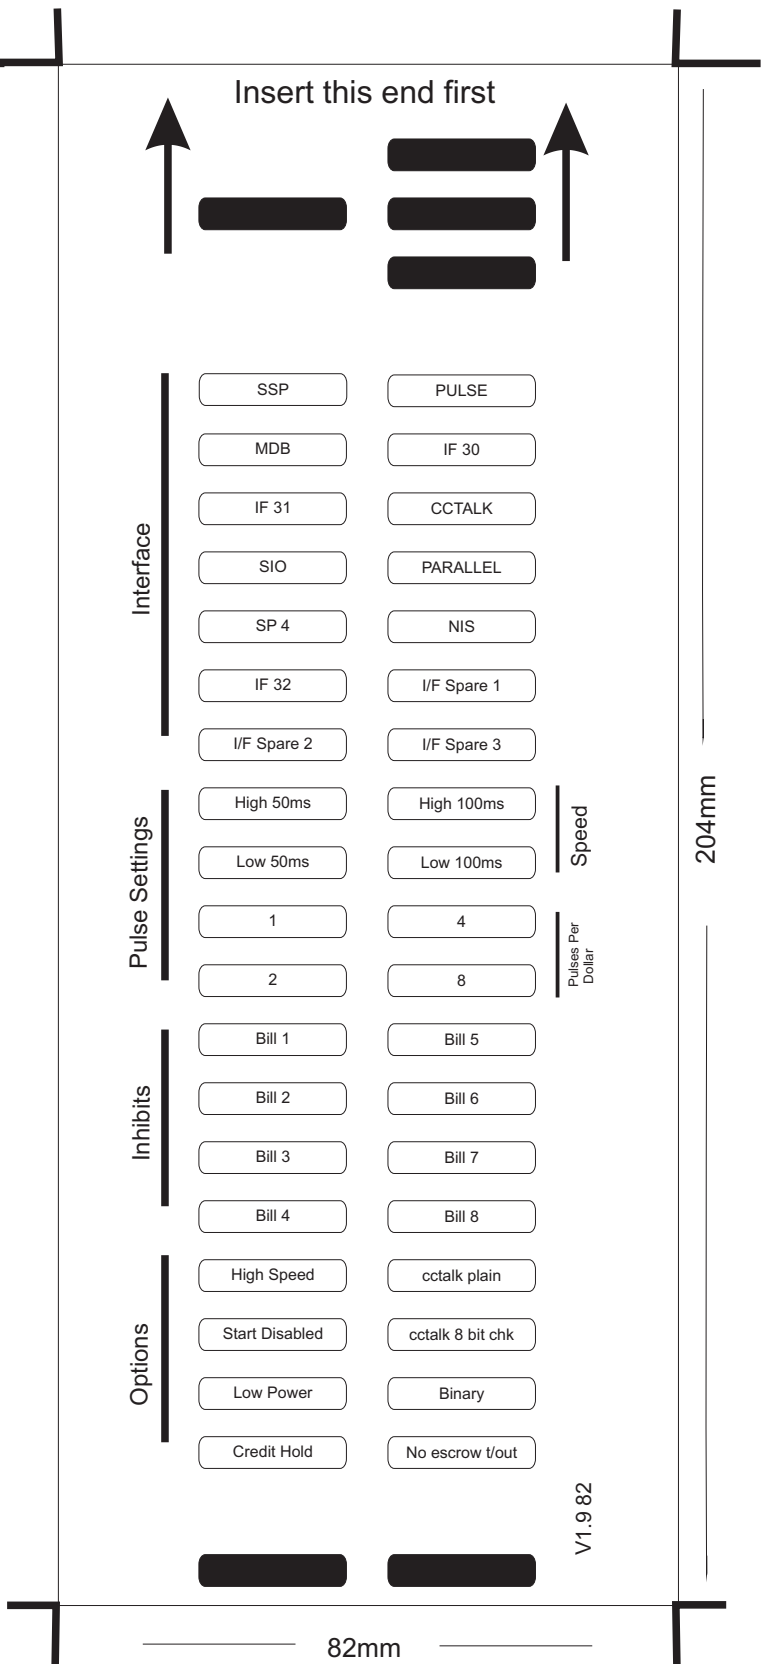 Insert this end first
Interface
SSP
PULSE
MDB
IF 30
IF 31
CCTALK
SIO
PARALLEL
SP 4
NIS
IF 32
I/F Spare 1
I/F Spare 2
I/F Spare 3
Pulse Settings
High 50ms
High 100ms
Speed
Low 50ms
Low 100ms
1
4
Pulses Per
Dollar
2
8
Inhibits
Bill 1
Bill 5
Bill 2
Bill 6
Bill 3
Bill 7
Bill 4
Bill 8
Options
High Speed
cctalk plain
Start Disabled
cctalk 8 bit chk
Low Power
Binary
Credit Hold
No escrow t/out
V1.9 82
204mm
82mm